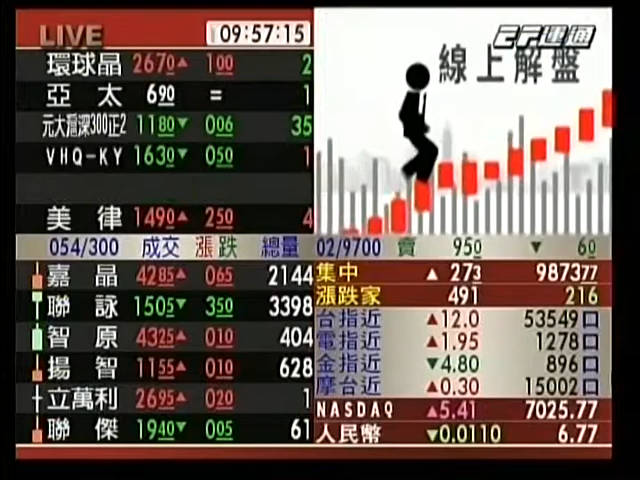 LIVE 09:57:15
環球晶 2670▲ 100 2
亞太 690 = 1
元大滬深300正2 1180▼ 006 35
VHQ-KY 1630▼ 050 1
美律 1490▲ 250 4
054/300 成交 漲跌 總量
嘉晶 4285▲ 065 2144
聯詠 1505▼ 350 3398
智原 4325▲ 010 404
揚智 1155▲ 010 628
立萬利 2695▲ 020 1
聯傑 1940▼ 005 61
線上解盤
02/9700 賣 950 ▼ 60
集中 ▲ 273 987377
漲跌家 491 216
台指近 ▲12.0 53549口
電指近 ▲1.95 1278口
金指近 ▼4.80 896口
摩台近 ▲0.30 15002口
NASDAQ ▲5.41 7025.77
人民幣 ▼0.0110 6.77